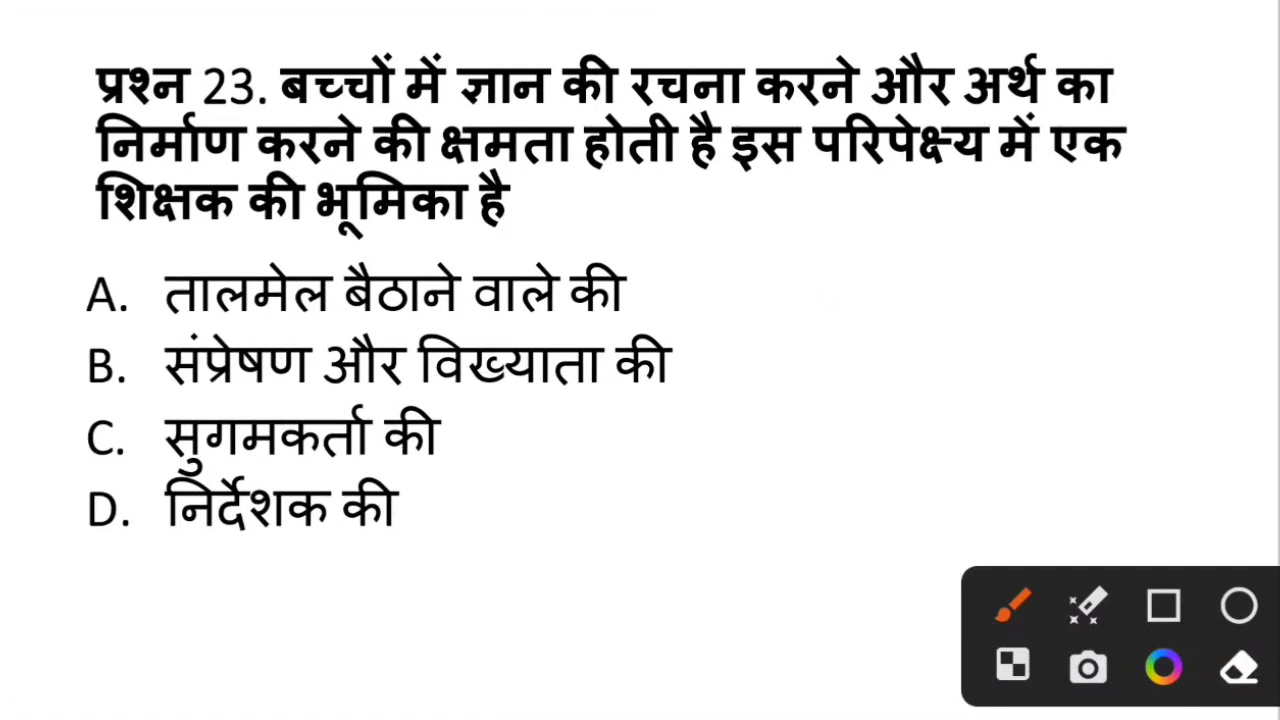 प्रश्न 23. बच्चों में ज्ञान की रचना करने और अर्थ का
निर्माण करने की क्षमता होती है इस परिपेक्ष्य में एक
शिक्षक की भूमिका है
A. तालमेल बैठाने वाले की
B. संप्रेषण और विख्याता की
C. सुगमकर्ता की
D. निर्देशक की